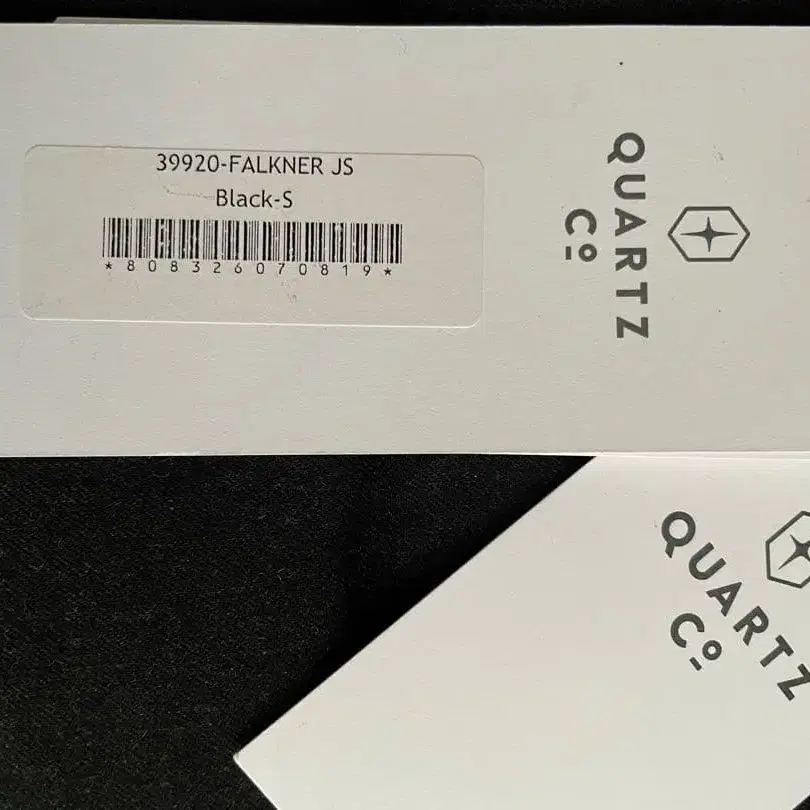 39920-FALKNER JS
Black-S
*808326070819*
QUARTZ
Cº
QUARTZ
Cº